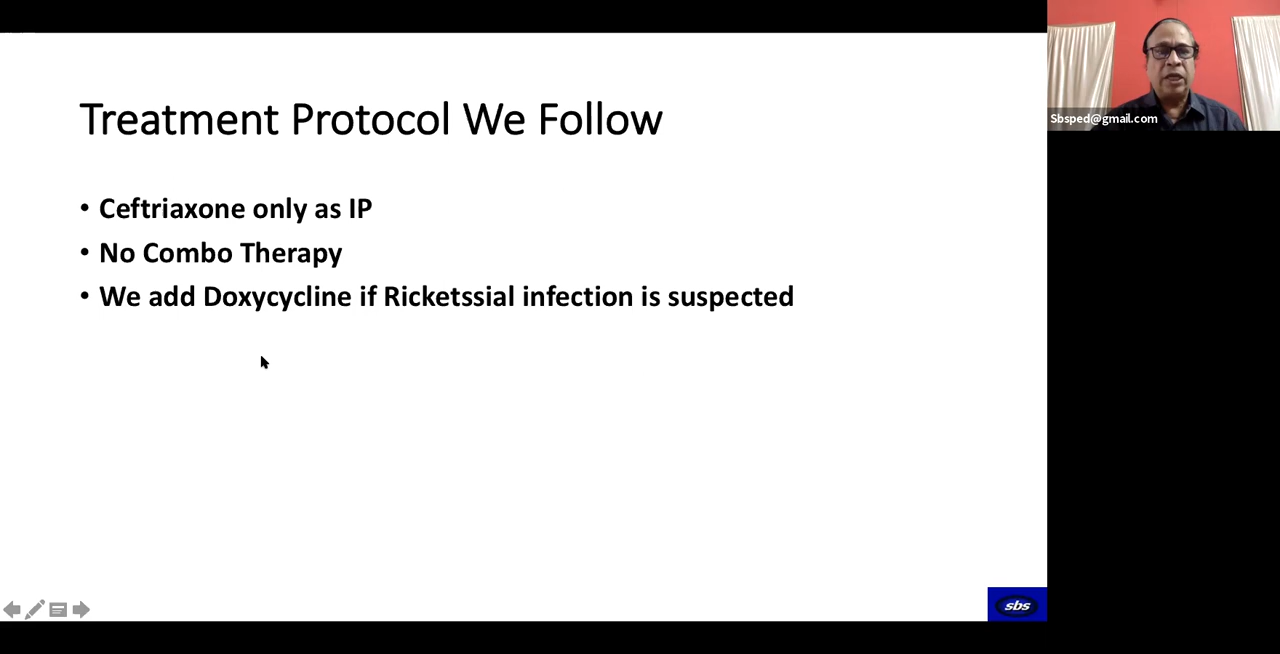 Treatment Protocol We Follow
• Ceftriaxone only as IP
• No Combo Therapy
• We add Doxycycline if Ricketssial infection is suspected
Sbsped@gmail.com
sbs